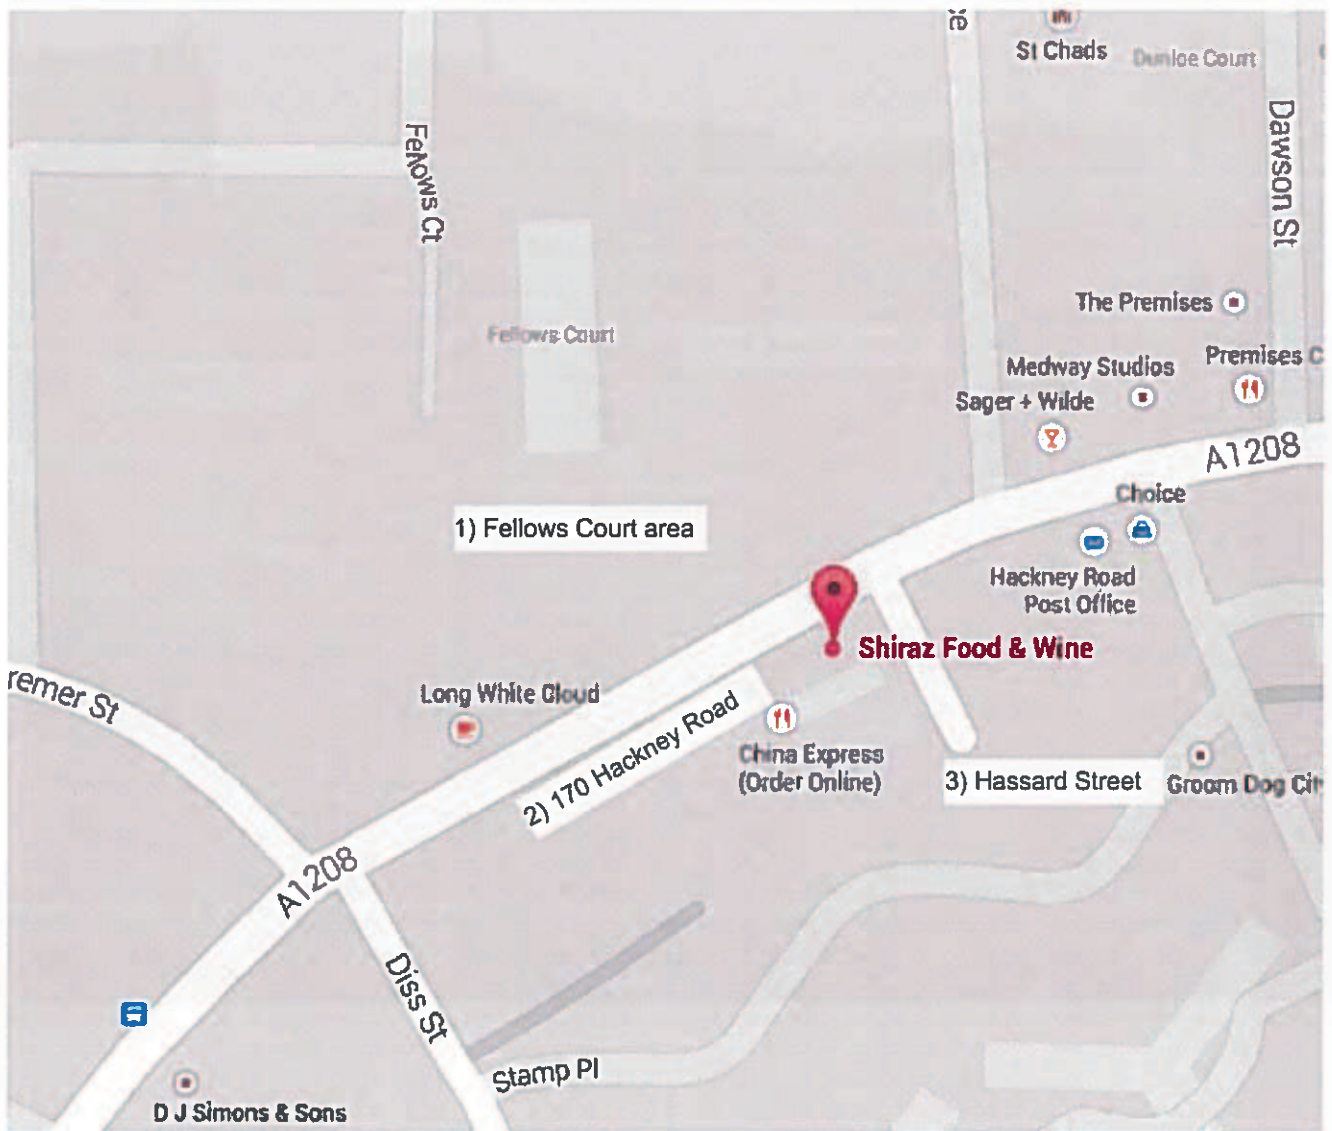 St Chads
Dunloe Court
Fellows Ct
Dawson St
The Premises
Fellows Court
Premises C
Medway Studios
Sager + Wilde
A1208
Choice
1) Fellows Court area
Hackney Road
Post Office
Shiraz Food & Wine
remer St
Long White Cloud
2) 170 Hackney Road
China Express
(Order Online)
3) Hassard Street
Groom Dog Cit
A1208
Diss St
Stamp Pl
D J Simons & Sons